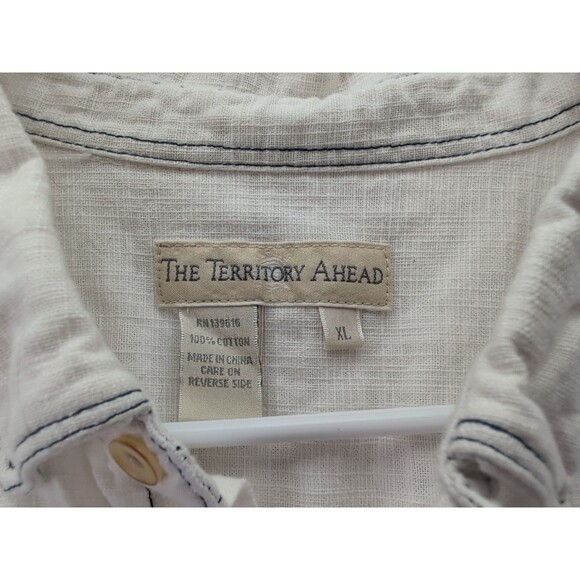 THE TERRITORY AHEAD
RN139616
100% COTTON
MADE IN CHINA
CARE ON
REVERSE SIDE
XL